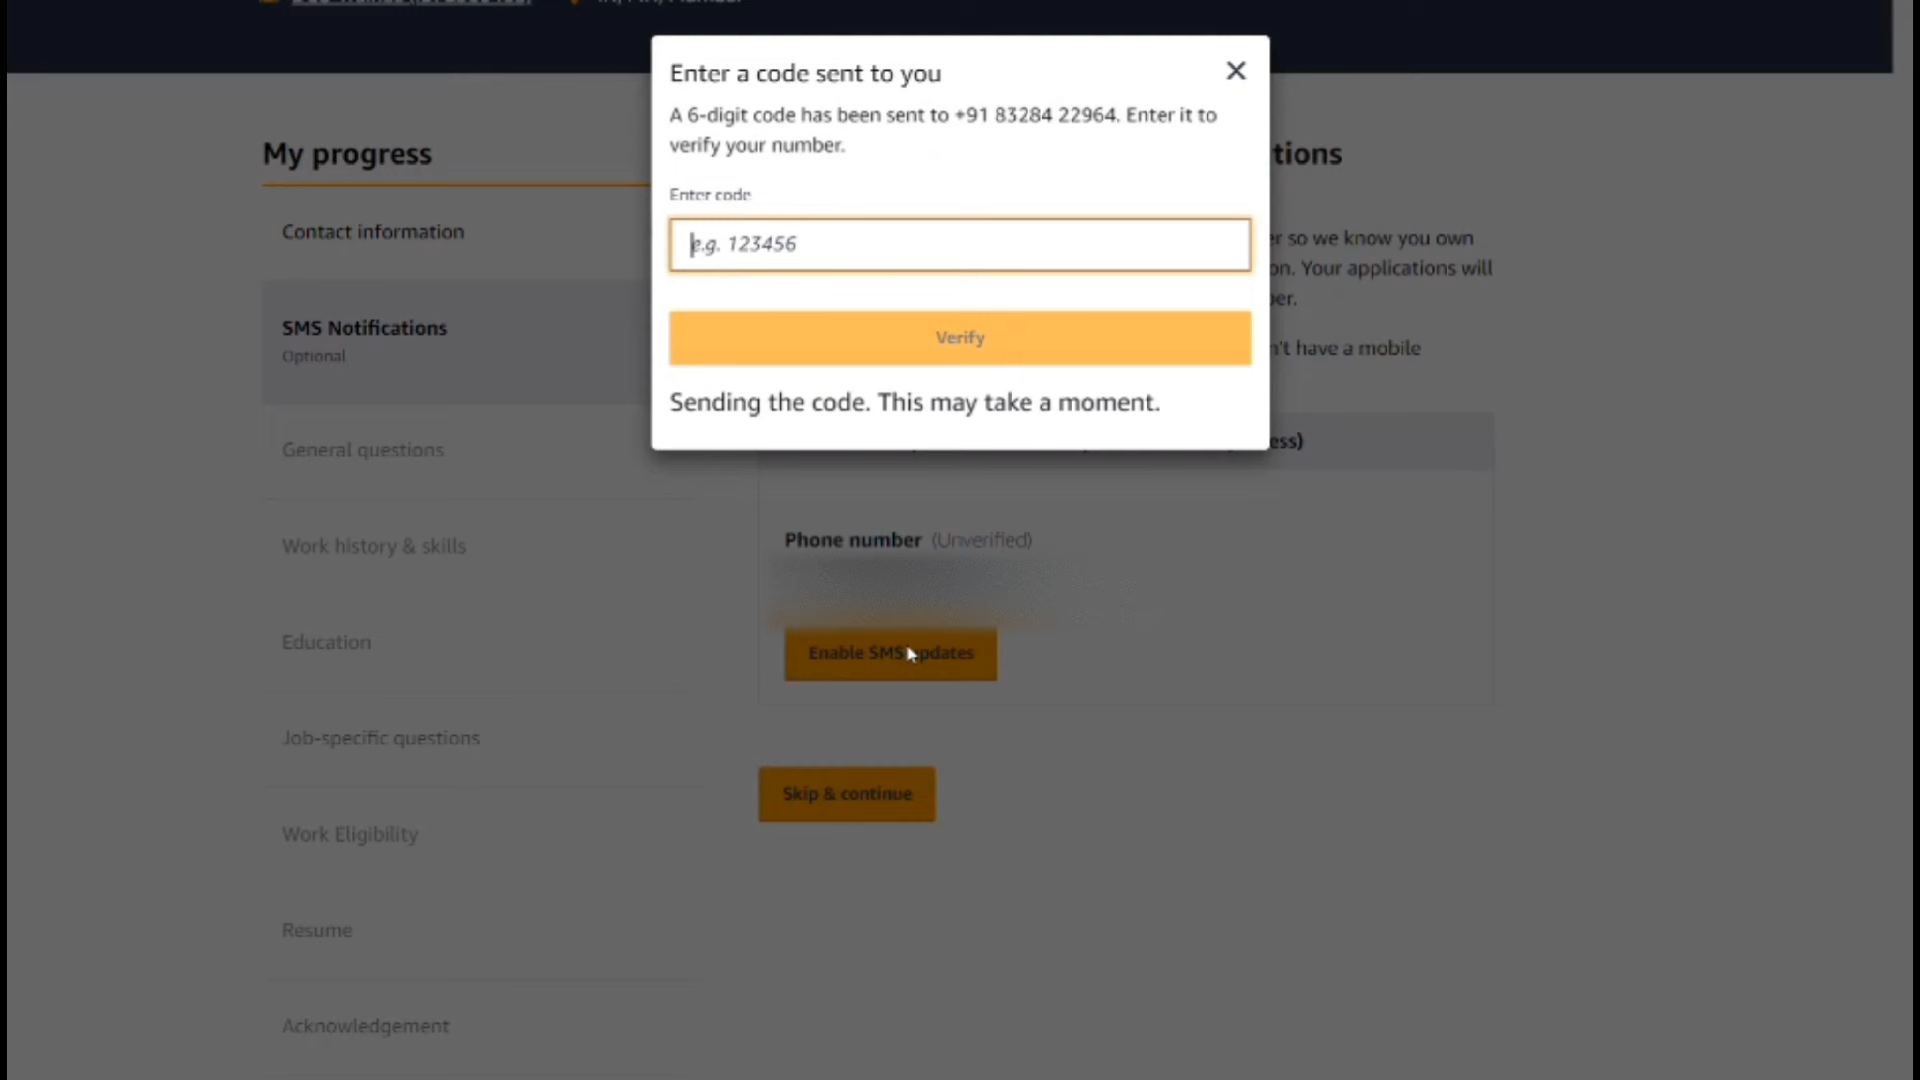 Enter a code sent to you
A 6-digit code has been sent to +91 83284 22964. Enter it to
verify your number.
Enter code
e.g. 123456
Verify
Sending the code. This may take a moment.
My progress
Contact information
SMS Notifications
Optional
General questions
Work history & skills
Education
Job-specific questions
Work Eligibility
Resume
Acknowledgement
tions
er so we know you own
on. Your applications will
ber.
n't have a mobile
ess)
Phone number (Unverified)
Enable SMS updates
Skip & continue